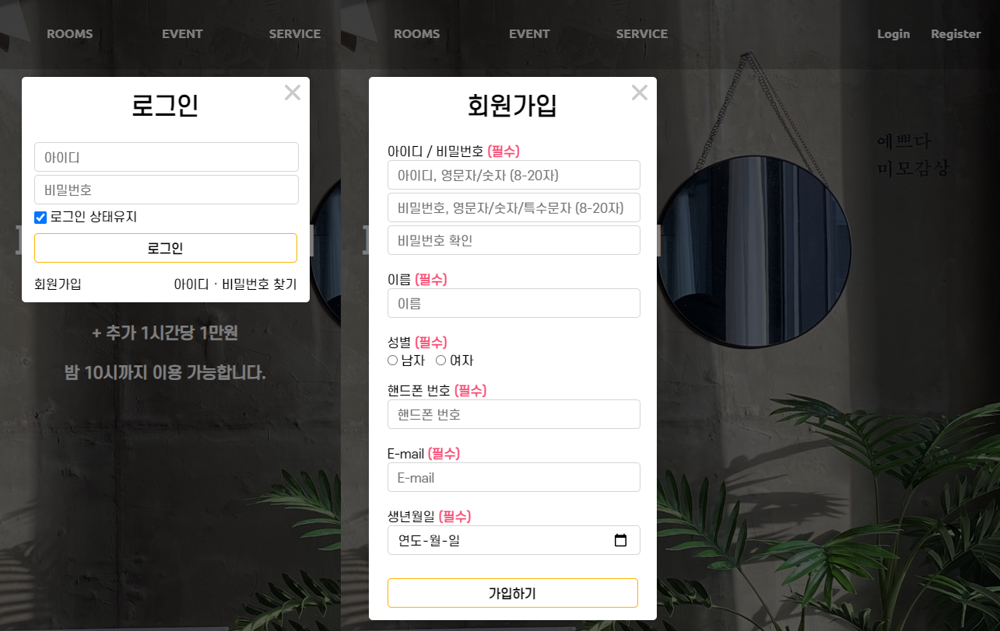 ROOMS EVENT SERVICE
로그인
아이디
비밀번호
로그인 상태유지
로그인
회원가입 아이디 · 비밀번호 찾기
+ 추가 1시간당 1만원
밤 10시까지 이용 가능합니다.
ROOMS EVENT SERVICE Login Register
회원가입
아이디 / 비밀번호 (필수)
아이디, 영문자/숫자 (8-20자)
비밀번호, 영문자/숫자/특수문자 (8-20자)
비밀번호 확인
이름 (필수)
이름
성별 (필수)
남자 여자
핸드폰 번호 (필수)
핸드폰 번호
E-mail (필수)
E-mail
생년월일 (필수)
연도-월-일
가입하기
예쁘다
미모감상